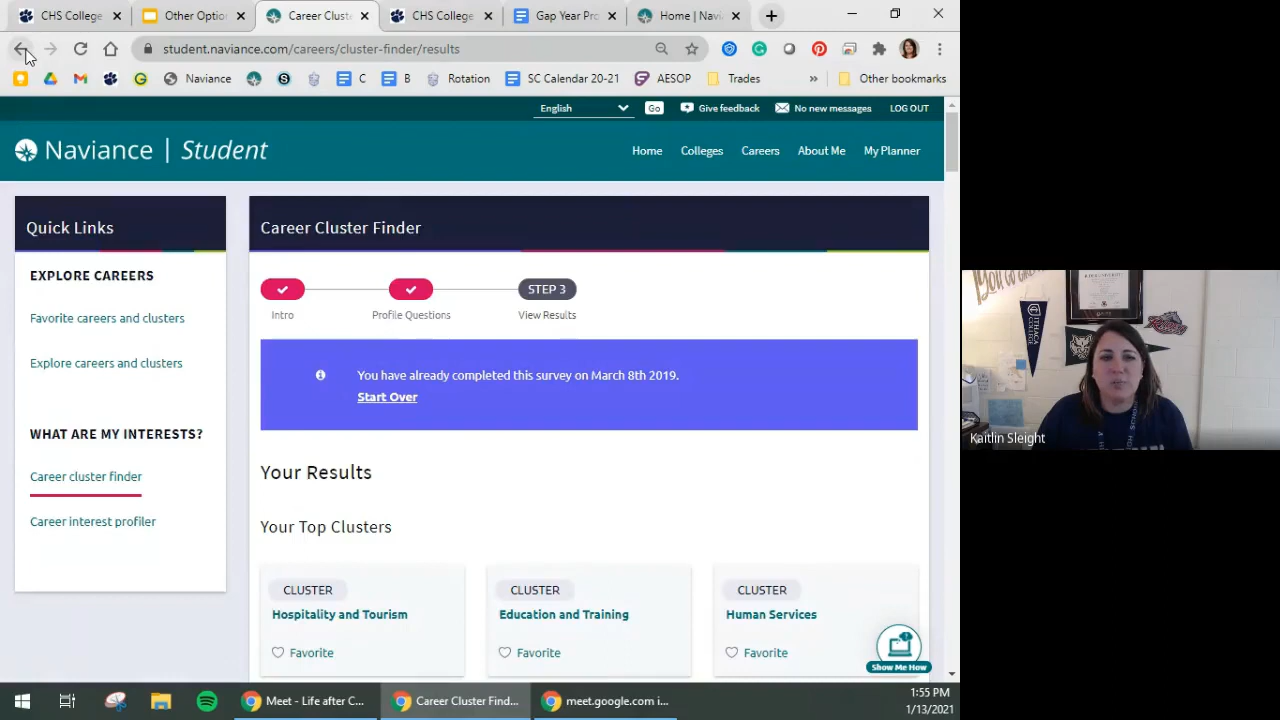 CHS College
Other Option
Career Clust
CHS College
Gap Year Pro
Home | Navia
student.naviance.com/careers/cluster-finder/results
Naviance
C
B
Rotation
SC Calendar 20-21
AESOP
Trades
»
Other bookmarks
English
Go
Give feedback
No new messages
LOG OUT
Naviance | Student
Home
Colleges
Careers
About Me
My Planner
Quick Links
EXPLORE CAREERS
Favorite careers and clusters
Explore careers and clusters
WHAT ARE MY INTERESTS?
Career cluster finder
Career interest profiler
Career Cluster Finder
STEP 3
Intro
Profile Questions
View Results
You have already completed this survey on March 8th 2019.
Start Over
Your Results
Your Top Clusters
CLUSTER
Hospitality and Tourism
Favorite
CLUSTER
Education and Training
Favorite
CLUSTER
Human Services
Favorite
Show Me How
ITHACA
COLLEGE
Kaitlin Sleight
Meet - Life after C...
Career Cluster Find...
meet.google.com i...
1:55 PM
1/13/2021